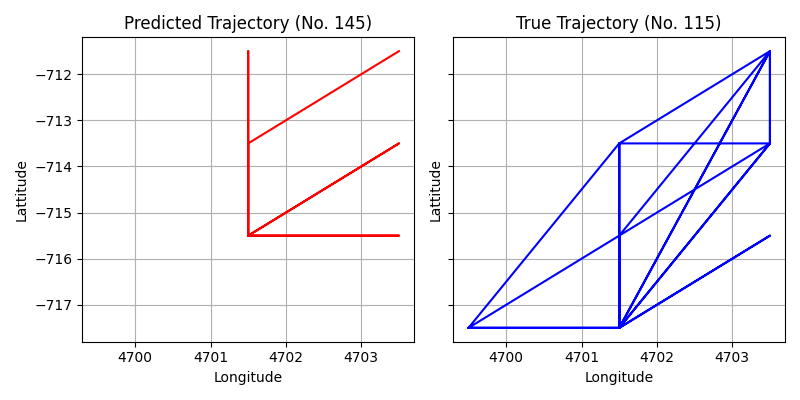 Predicted Trajectory (No. 145)
True Trajectory (No. 115)
−712
−713
−714
−715
−716
−717
Lattitude
Lattitude
4700
4701
4702
4703
4700
4701
4702
4703
Longitude
Longitude